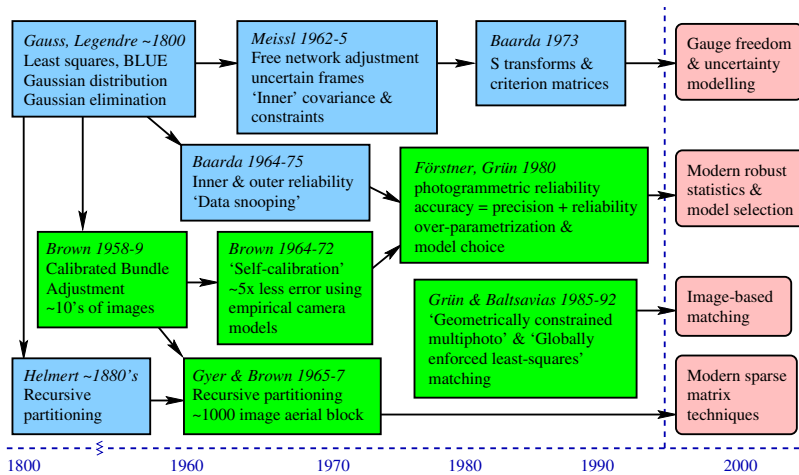 Gauss, Legendre ~1800
Least squares, BLUE
Gaussian distribution
Gaussian elimination
Meissl 1962-5
Free network adjustment
uncertain frames
‘Inner’ covariance &
constraints
Baarda 1973
S transforms &
criterion matrices
Gauge freedom
& uncertainty
modelling
Baarda 1964-75
Inner & outer reliability
‘Data snooping’
Förstner, Grün 1980
photogrammetric reliability
accuracy = precision + reliability
over-parametrization &
model choice
Modern robust
statistics &
model selection
Brown 1958-9
Calibrated Bundle
Adjustment
~10's of images
Brown 1964-72
‘Self-calibration’
~5x less error using
empirical camera
models
Grün & Baltsavias 1985-92
‘Geometrically constrained
multiphoto’ & ‘Globally
enforced least-squares’
matching
Image-based
matching
Helmert ~1880's
Recursive
partitioning
Gyer & Brown 1965-7
Recursive partitioning
~1000 image aerial block
Modern sparse
matrix
techniques
1800 1960 1970 1980 1990 2000